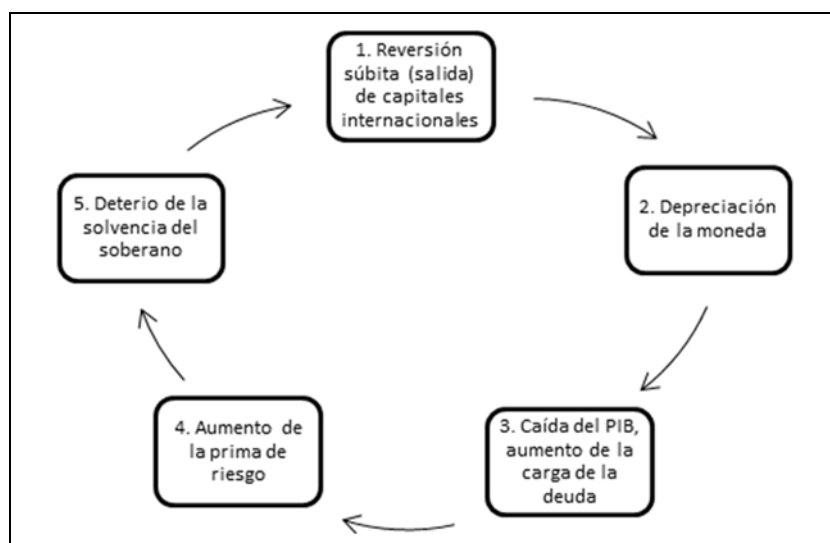 1. Reversión
súbita (salida)
de capitales
internacionales
2. Depreciación
de la moneda
3. Caída del PIB,
aumento de la
carga de la
deuda
4. Aumento de
la prima de
riesgo
5. Deterio de la
solvencia del
soberano